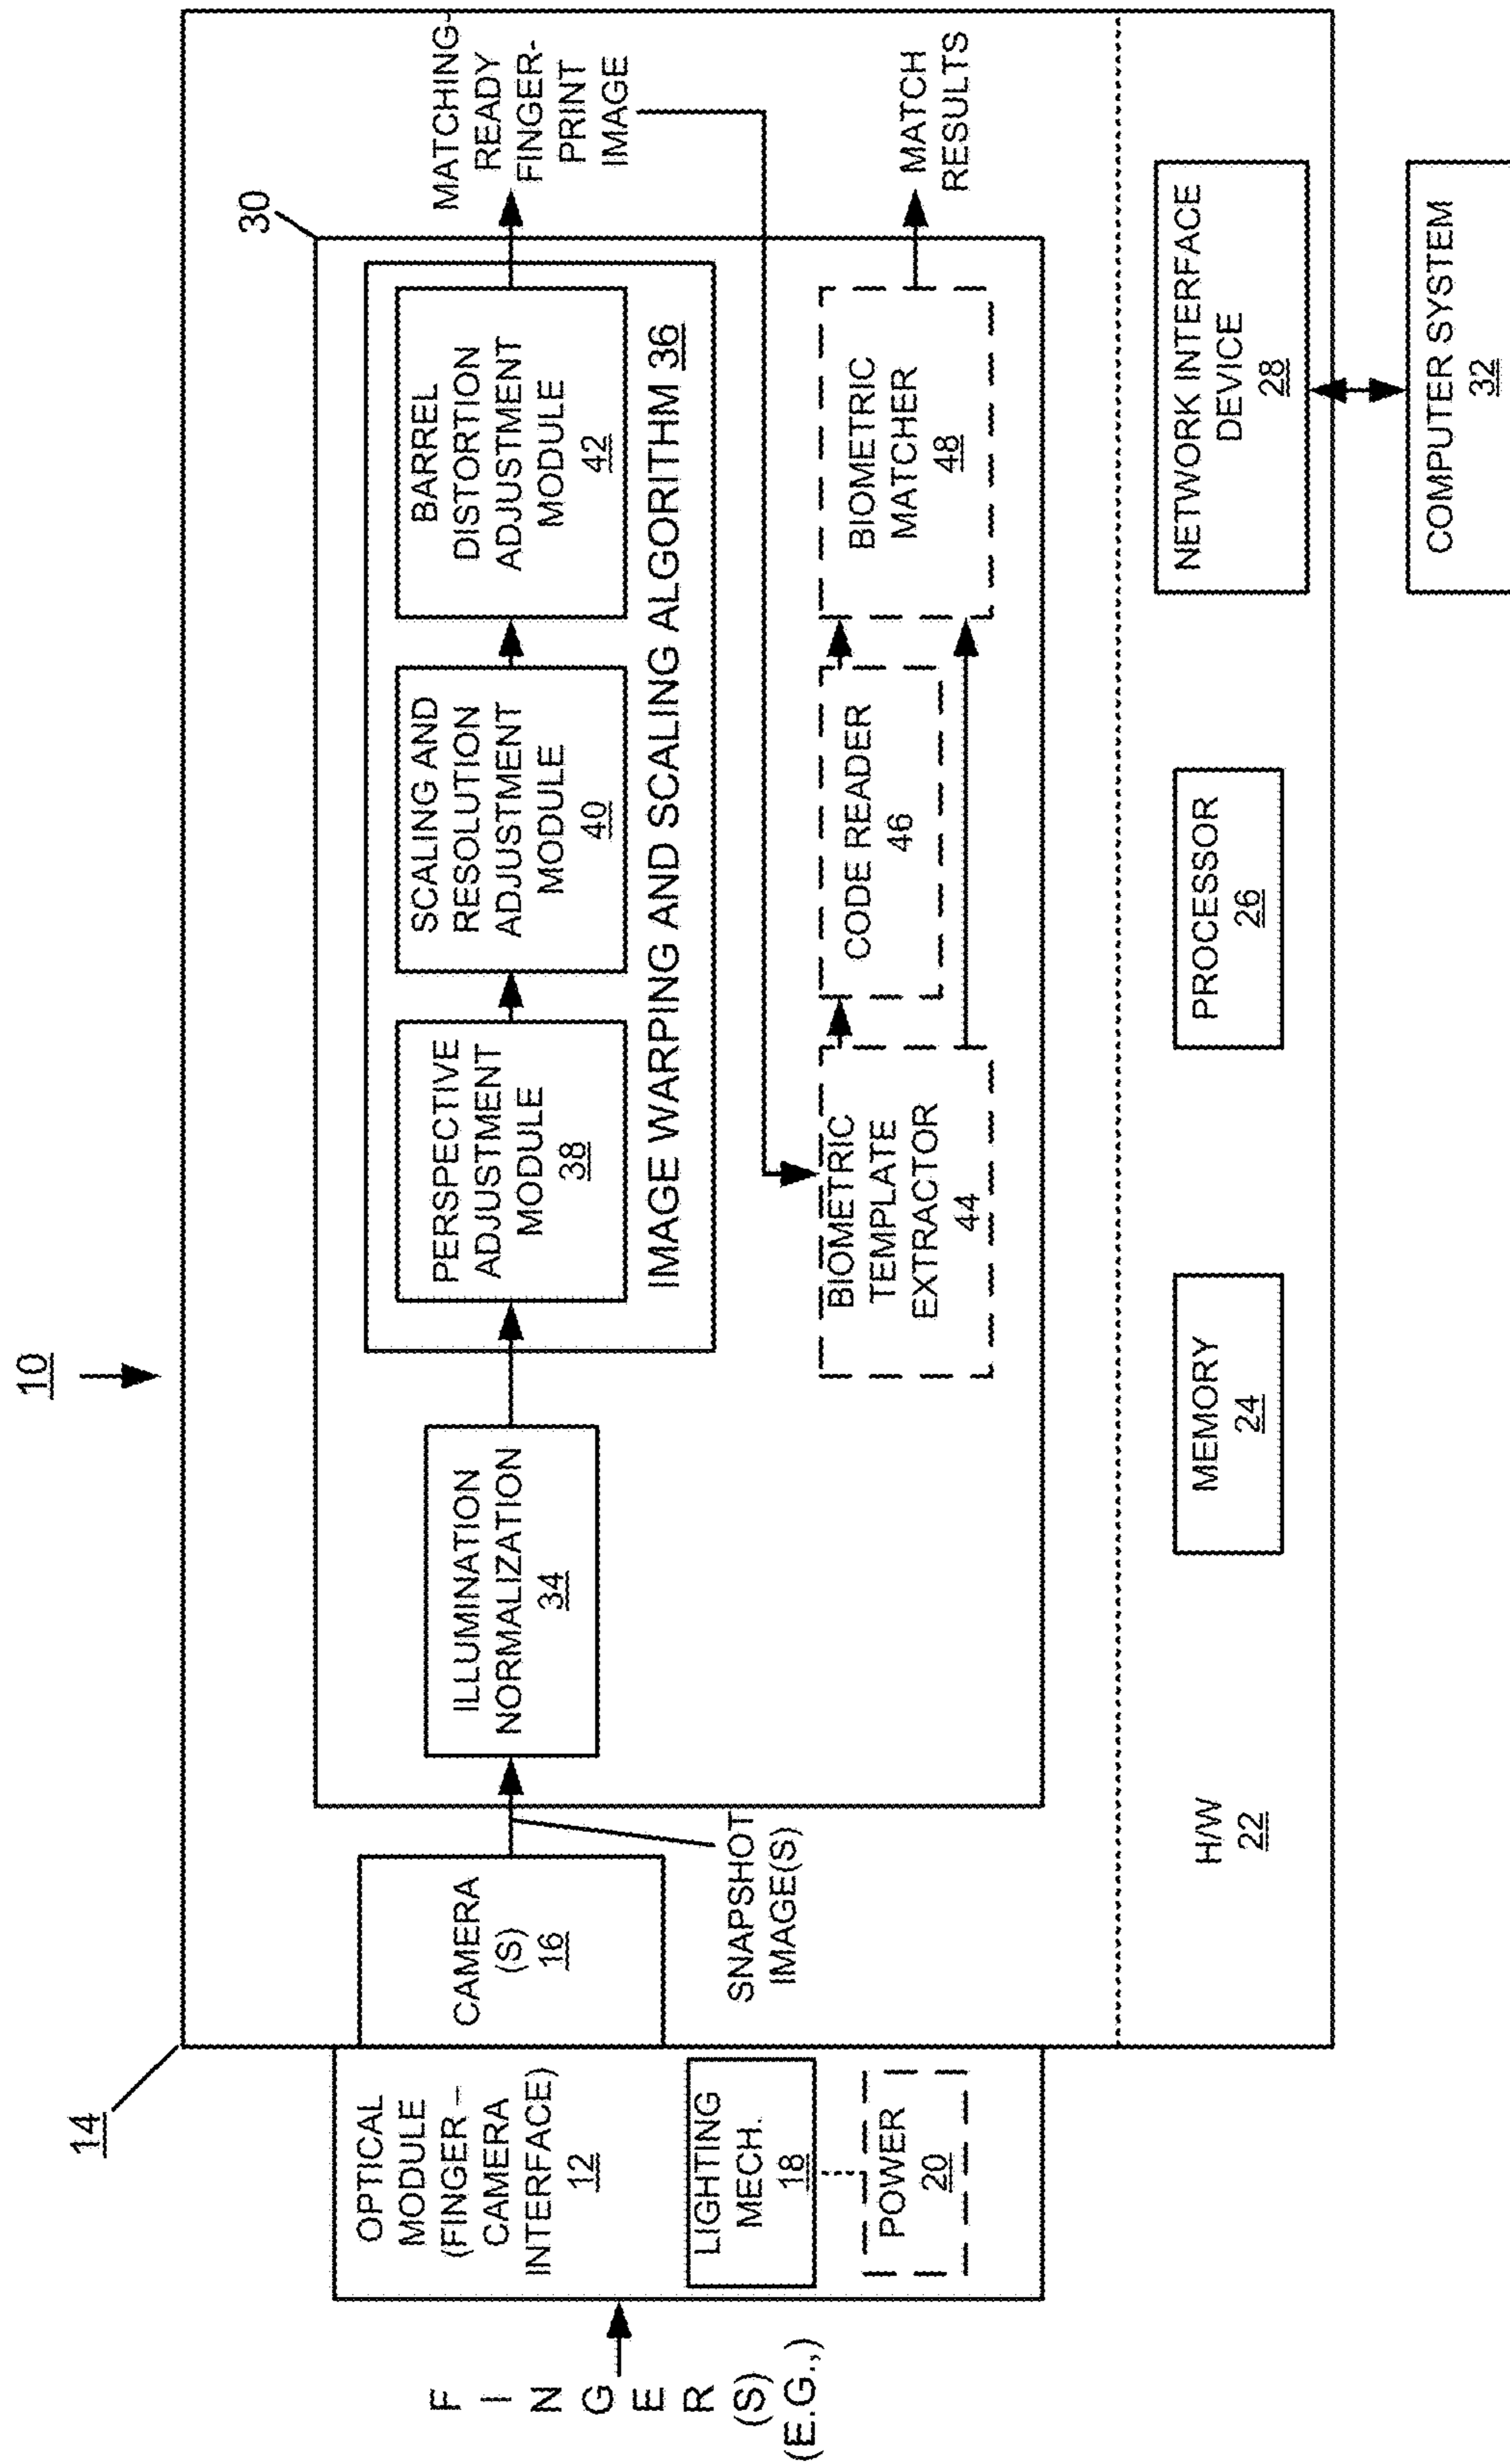 10
14
30
F
I
N
G
E
R
(S)
(E.G.,)
OPTICAL
MODULE
(FINGER –
CAMERA
INTERFACE)
12
LIGHTING
MECH.
18
POWER
20
CAMERA
(S)
16
SNAPSHOT
IMAGE(S)
ILLUMINATION
NORMALIZATION
34
PERSPECTIVE
ADJUSTMENT
MODULE
38
SCALING AND
RESOLUTION
ADJUSTMENT
MODULE
40
BARREL
DISTORTION
ADJUSTMENT
MODULE
42
IMAGE WARPING AND SCALING ALGORITHM 36
MATCHING-
READY
FINGER-
PRINT
IMAGE
BIOMETRIC
TEMPLATE
EXTRACTOR
44
CODE READER
46
BIOMETRIC
MATCHER
48
MATCH
RESULTS
H/W
22
MEMORY
24
PROCESSOR
26
NETWORK INTERFACE
DEVICE
28
COMPUTER SYSTEM
32